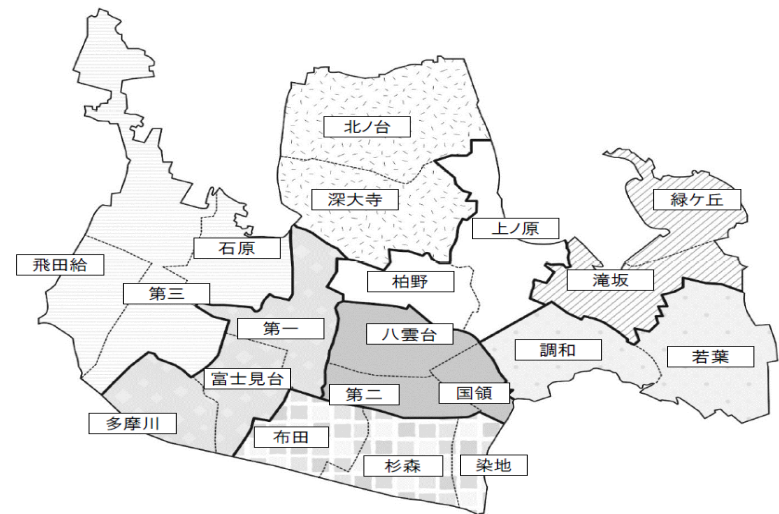 北ノ台
緑ケ丘
深大寺
上ノ原
石原
飛田給
柏野
滝坂
第三
第一
八雲台
調和
若葉
富士見台
第二
国領
多摩川
布田
杉森
染地